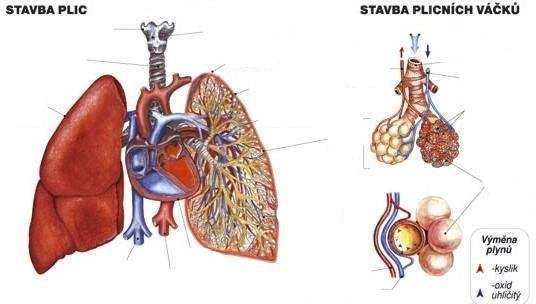 STAVBA PLIC
STAVBA PLICNÍCH VÁČKŮ
Výměna
plynů
-kyslík
-oxid
uhličitý